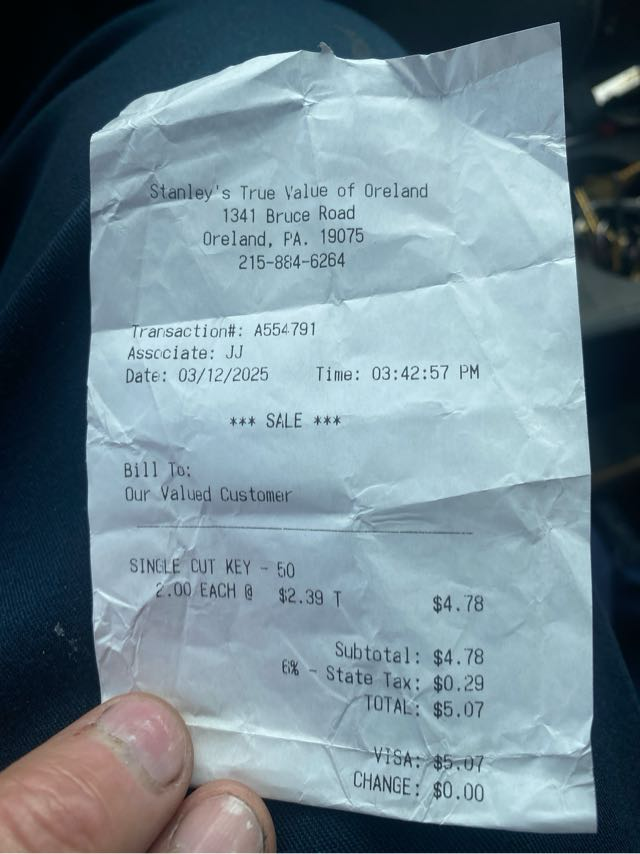 Stanley's True Value of Oreland
1341 Bruce Road
Oreland, PA. 19075
215-884-6264
Transaction#: A554791
Associate: JJ
Date: 03/12/2025 Time: 03:42:57 PM
*** SALE ***
Bill To:
Our Valued Customer
SINGLE CUT KEY - 50
2.00 EACH @ $2.39 T $4.78
Subtotal: $4.78
6% - State Tax: $0.29
TOTAL: $5.07
VISA: $5.07
CHANGE: $0.00